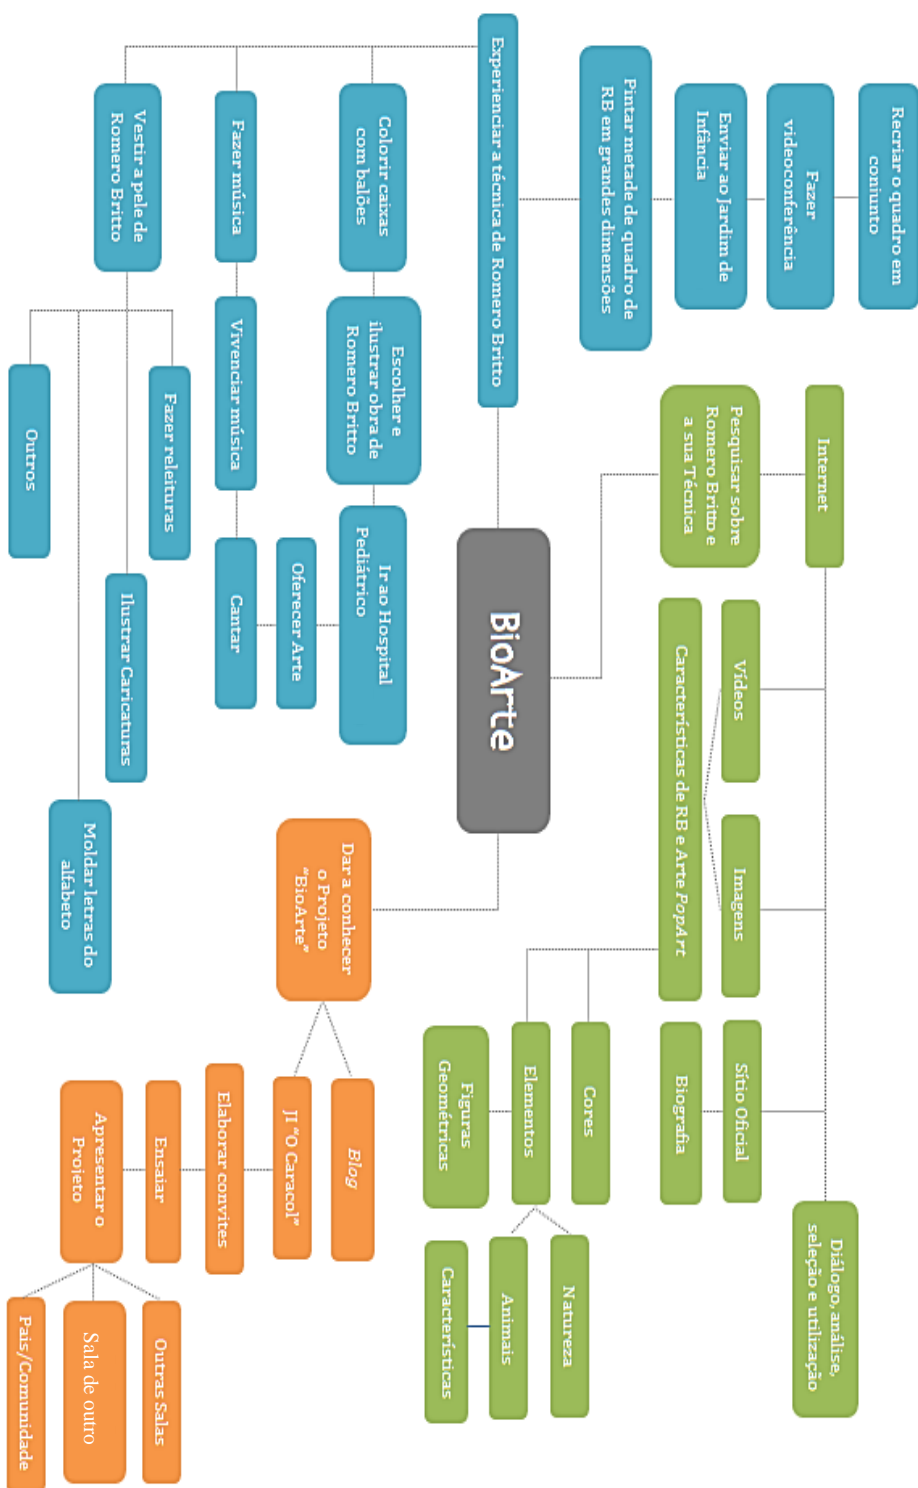 Recriar o quadro em
coniunto
Fazer
videoconferência
Enviar ao Jardim de
Infância
Pintar metade de quadro de
RB em grandes dimensões
Experienciar a técnica de Romero Britto
Colorir caixas
com balões
Escolher e
ilustrar obra de
Romero Britto
Ir ao Hospital
Pediátrico
Oferecer Arte
Fazer música
Vivenciar música
Cantar
Vestir a pele de
Romero Britto
Fazer releituras
Ilustrar Caricaturas
Moldar letras do
alfabeto
Outros
BioArte
Internet
Pesquisar sobre
Romero Britto e
a sua Técnica
Diálogo, análise,
seleção e utilização
Vídeos
Imagens
Sítio Oficial
Características de RB e Arte PopArt
Biografia
Cores
Elementos
Natureza
Figuras
Geométricas
Animais
Características
Dar a conhecer
o Projeto
“BioArte”
Blog
JI “O Caracol”
Elaborar convites
Ensaiar
Apresentar o
Projeto
Outras Salas
Sala de outro
Pais/Comunidade